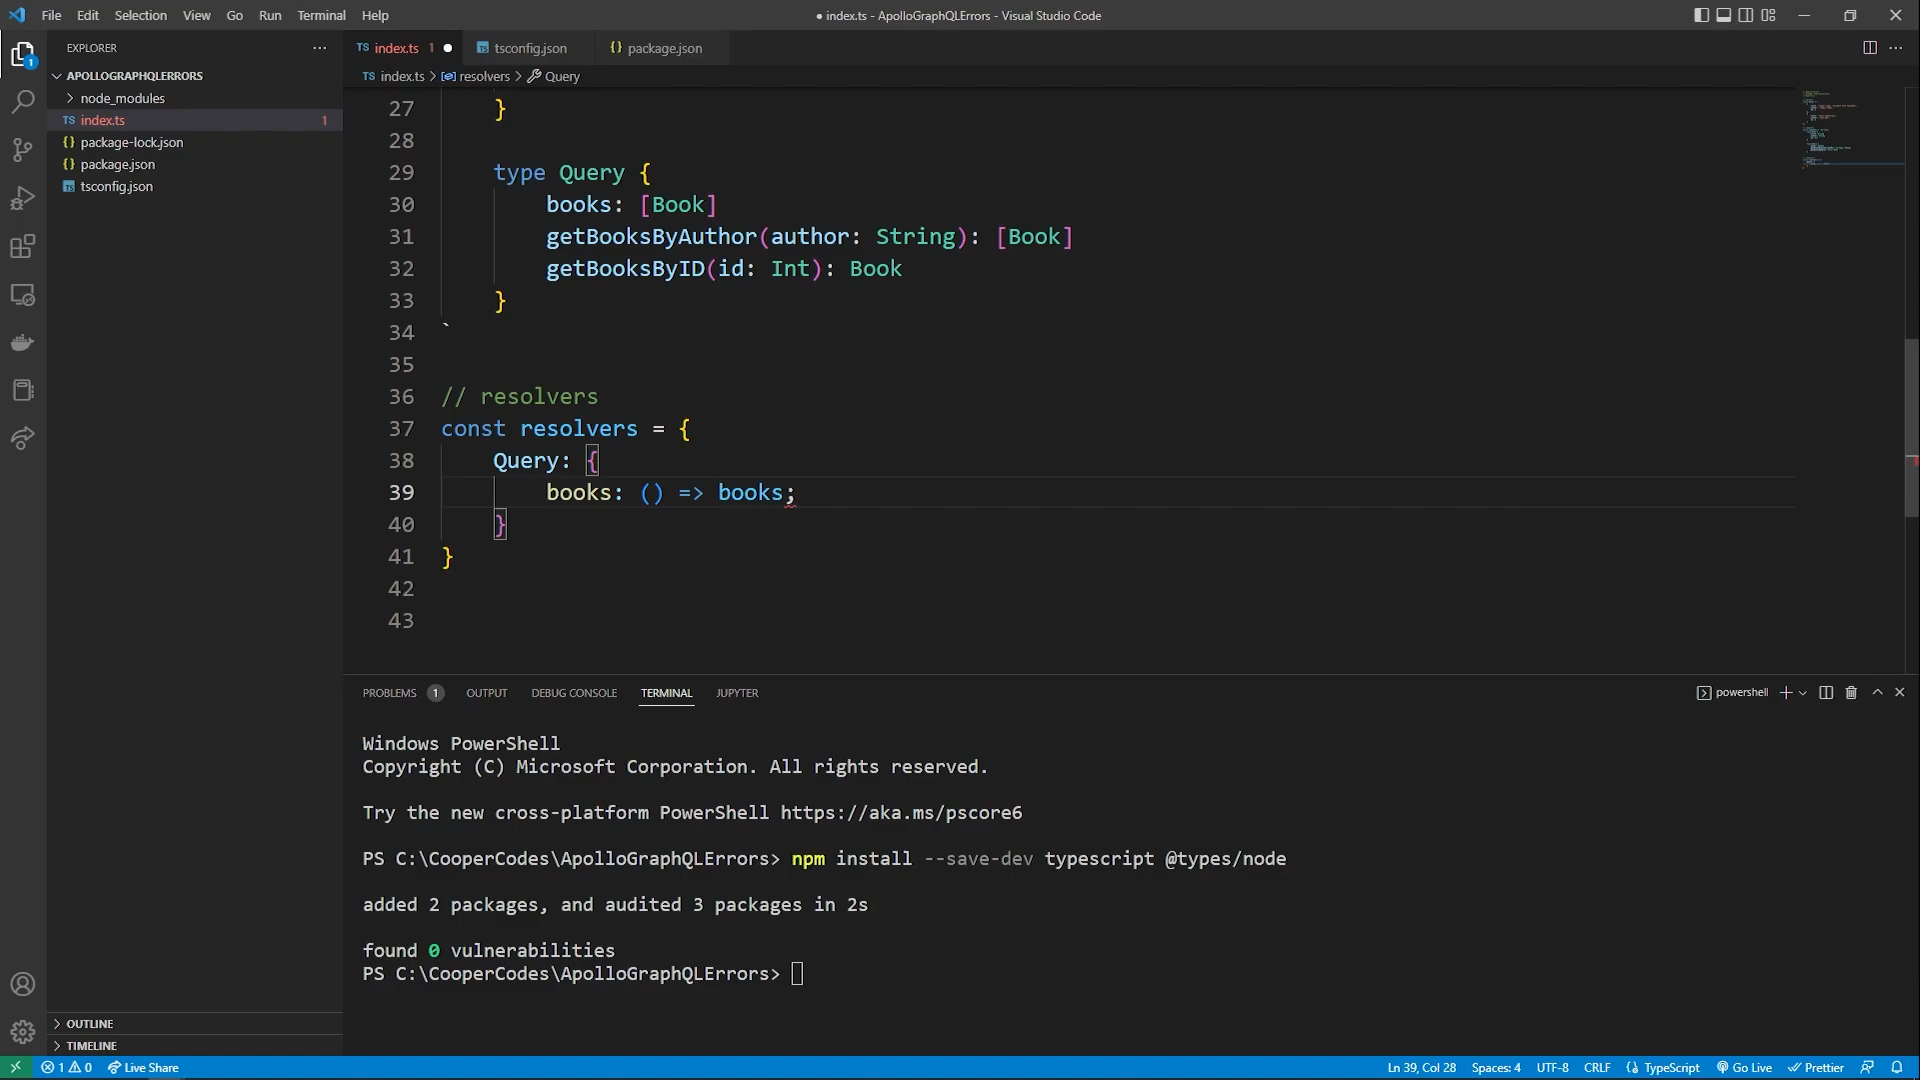 File Edit Selection View Go Run Terminal Help
● index.ts - ApolloGraphQLErrors - Visual Studio Code
EXPLORER
TS index.ts 1
tsconfig.json
{} package.json
APOLLOGRAPHQLERRORS
TS index.ts > resolvers > Query
node_modules
TS index.ts 1
{} package-lock.json
{} package.json
tsconfig.json
27 }
28
29 type Query {
30 books: [Book]
31 getBooksByAuthor(author: String): [Book]
32 getBooksByID(id: Int): Book
33 }
34 `
35
36 // resolvers
37 const resolvers = {
38 Query: {
39 books: () => books;
40 }
41 }
42
43
PROBLEMS 1 OUTPUT DEBUG CONSOLE TERMINAL JUPYTER
powershell
Windows PowerShell
Copyright (C) Microsoft Corporation. All rights reserved.
Try the new cross-platform PowerShell https://aka.ms/pscore6
PS C:\CooperCodes\ApolloGraphQLErrors> npm install --save-dev typescript @types/node
added 2 packages, and audited 3 packages in 2s
found 0 vulnerabilities
PS C:\CooperCodes\ApolloGraphQLErrors>
OUTLINE
TIMELINE
1 0 Live Share
Ln 39, Col 28 Spaces: 4 UTF-8 CRLF {} TypeScript Go Live Prettier